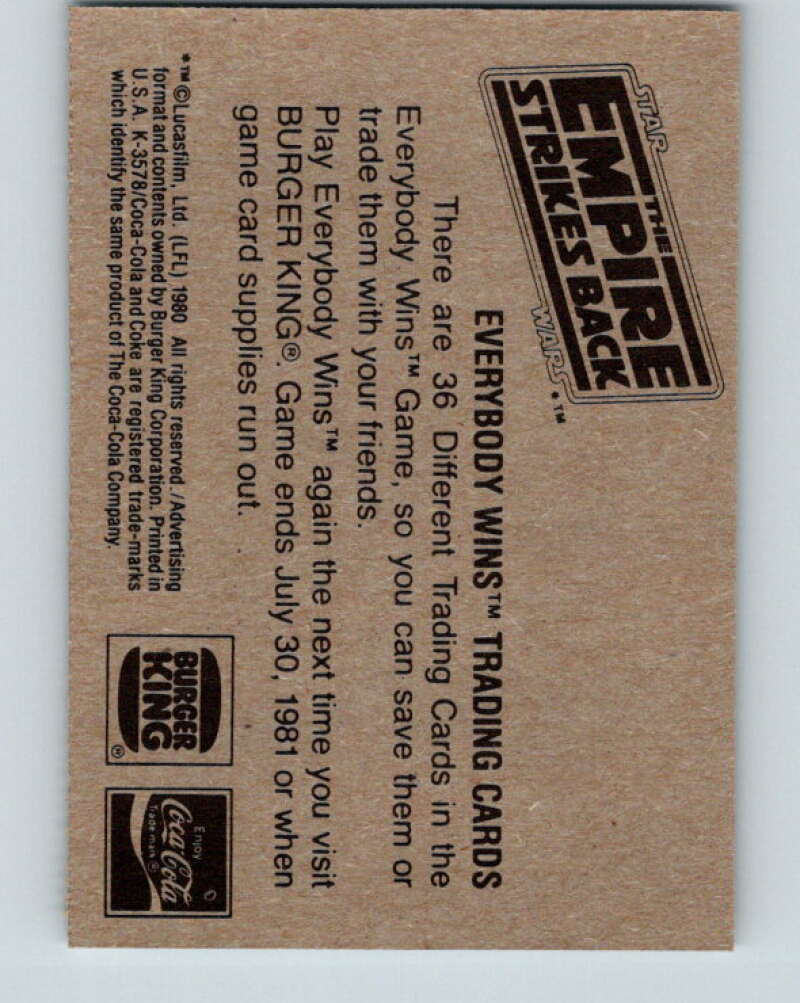 STAR
THE
EMPIRE
STRIKES BACK
WARS •™
EVERYBODY WINS™ TRADING CARDS
There are 36 Different Trading Cards in the
Everybody Wins™ Game, so you can save them or
trade them with your friends.
Play Everybody Wins™ again the next time you visit
BURGER KING®. Game ends July 30, 1981 or when
game card supplies run out.
*™ ©Lucasfilm, Ltd. (LFL) 1980 All rights reserved./Advertising
format and contents owned by Burger King Corporation. Printed in
U.S.A. K-3578/Coca-Cola and Coke are registered trade-marks
which identify the same product of The Coca-Cola Company.
BURGER
KING
®
Enjoy
Coca-Cola
Trade-mark ®